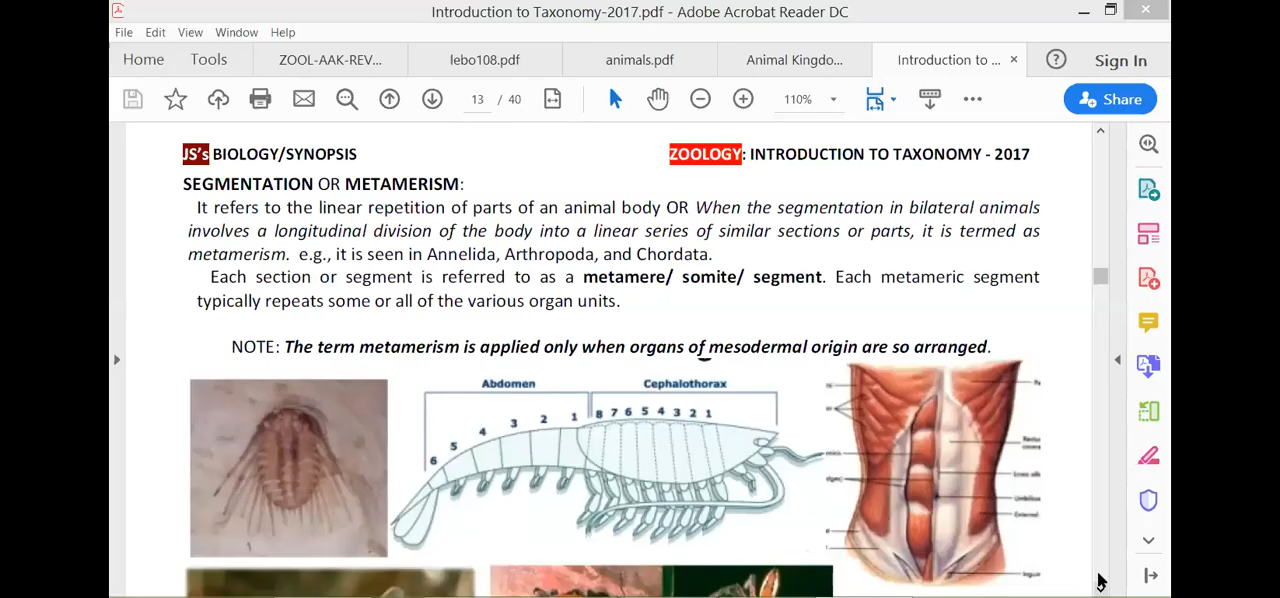 Introduction to Taxonomy-2017.pdf - Adobe Acrobat Reader DC
File Edit View Window Help
Home Tools ZOOL-AAK-REV... lebo108.pdf animals.pdf Animal Kingdo... Introduction to ... × ? Sign In
13 / 40 110% Share
JS's BIOLOGY/SYNOPSIS ZOOLOGY: INTRODUCTION TO TAXONOMY - 2017
SEGMENTATION OR METAMERISM:
It refers to the linear repetition of parts of an animal body OR When the segmentation in bilateral animals
involves a longitudinal division of the body into a linear series of similar sections or parts, it is termed as
metamerism. e.g., it is seen in Annelida, Arthropoda, and Chordata.
Each section or segment is referred to as a metamere/ somite/ segment. Each metameric segment
typically repeats some or all of the various organ units.
NOTE: The term metamerism is applied only when organs of mesodermal origin are so arranged.
Abdomen Cephalothorax
6 5 4 3 2 1 8 7 6 5 4 3 2 1